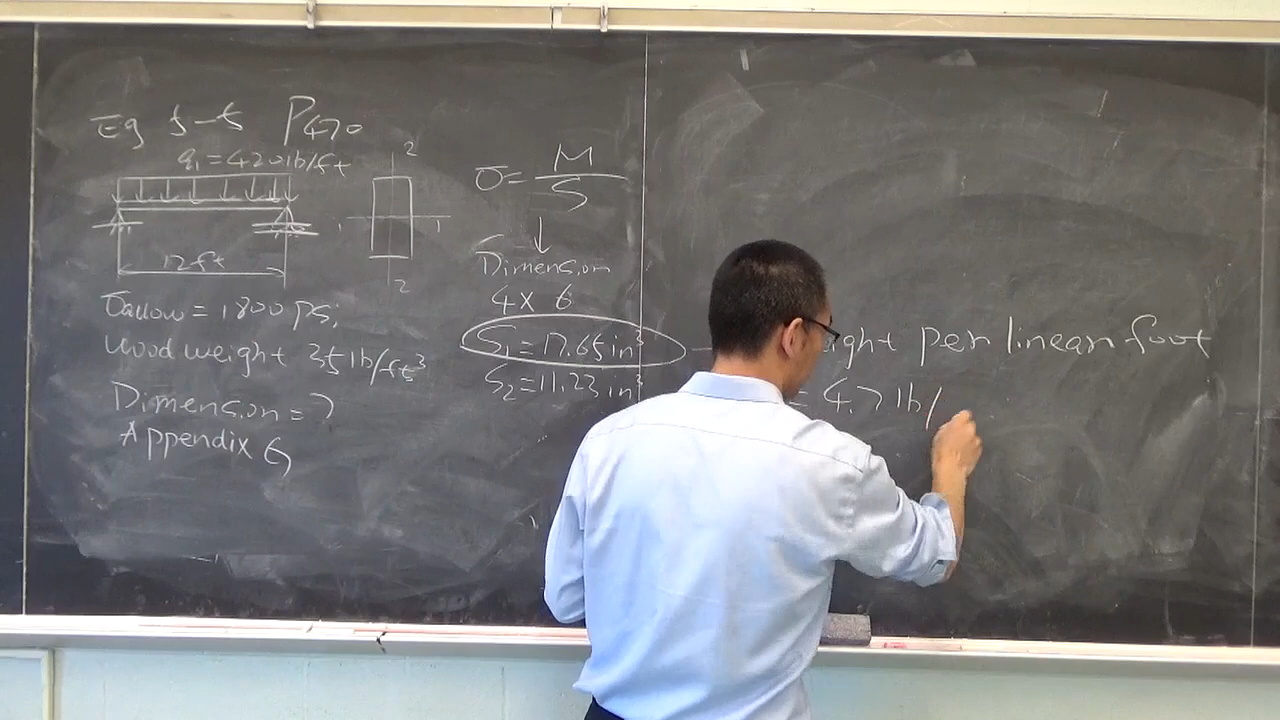 Eg 5-5 P470
q₁ = 420 lb/ft
2
1 1
12 ft
2
σallow = 1800 psi
Wood weight 35 lb/ft³
Dimension = ?
Appendix G
σ = M/S
Dimension
4 x 6
S₁ = 17.65 in³
S₂ = 11.23 in³
per linear foot
= 4.7 lb/